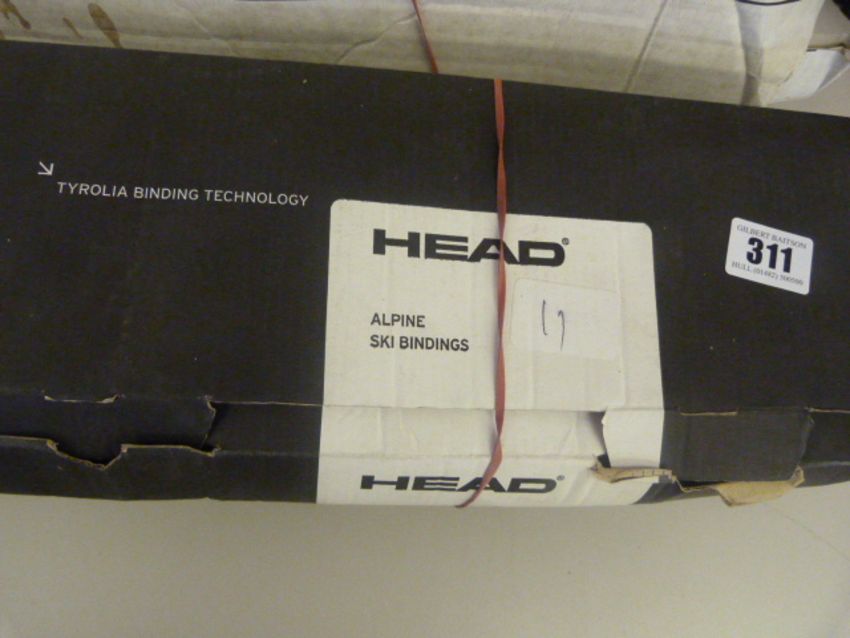 TYROLIA BINDING TECHNOLOGY
HEAD®
ALPINE
SKI BINDINGS
17
GILBERT BAITSON
311
HULL (01482) 500500
HEAD®